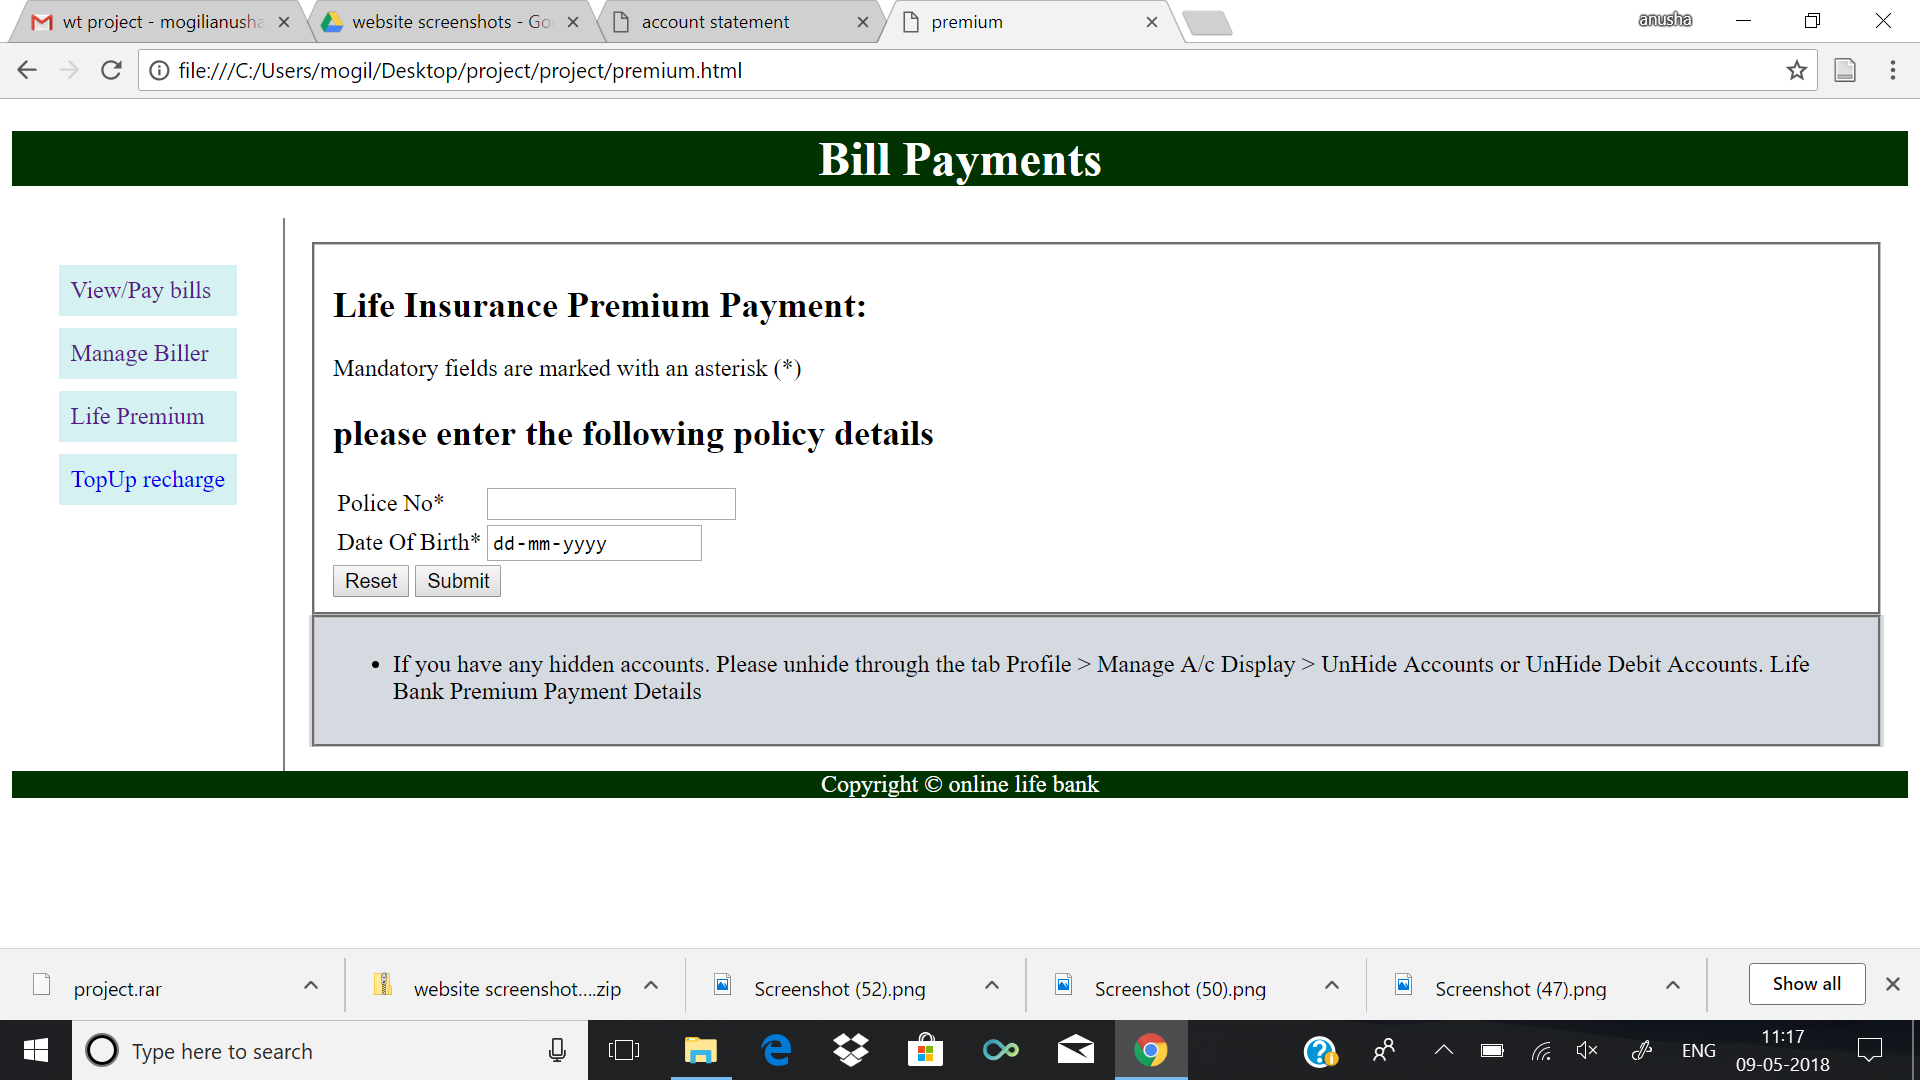 wt project - mogilianusha
website screenshots - Go
account statement
premium
anusha
file:///C:/Users/mogil/Desktop/project/project/premium.html
Bill Payments
View/Pay bills
Manage Biller
Life Premium
TopUp recharge
Life Insurance Premium Payment:
Mandatory fields are marked with an asterisk (*)
please enter the following policy details
Police No*
Date Of Birth* dd-mm-yyyy
Reset Submit
• If you have any hidden accounts. Please unhide through the tab Profile > Manage A/c Display > UnHide Accounts or UnHide Debit Accounts. Life
Bank Premium Payment Details
Copyright © online life bank
project.rar
website screenshot....zip
Screenshot (52).png
Screenshot (50).png
Screenshot (47).png
Show all
Type here to search
ENG
11:17
09-05-2018